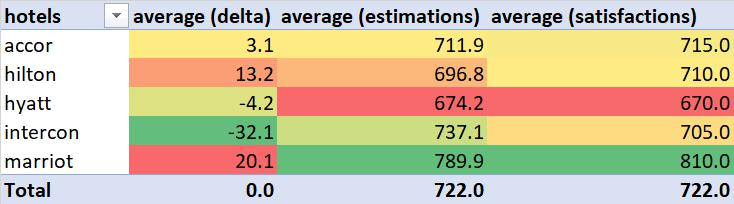 hotels average (delta) average (estimations) average (satisfactions)
accor 3.1 711.9 715.0
hilton 13.2 696.8 710.0
hyatt -4.2 674.2 670.0
intercon -32.1 737.1 705.0
marriot 20.1 789.9 810.0
Total 0.0 722.0 722.0